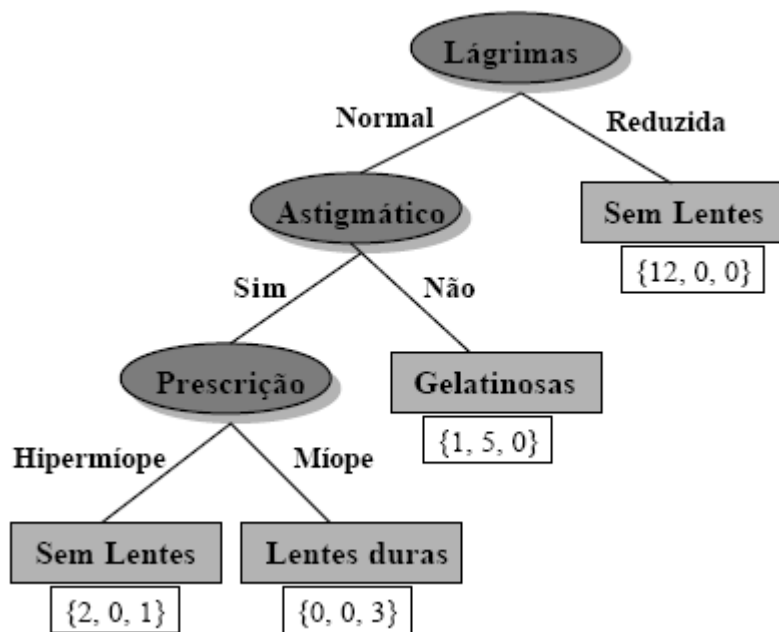 Lágrimas
Normal
Reduzida
Astigmático
Sem Lentes
{12, 0, 0}
Sim
Não
Prescrição
Gelatinosas
{1, 5, 0}
Hipermíope
Míope
Sem Lentes
Lentes duras
{2, 0, 1}
{0, 0, 3}